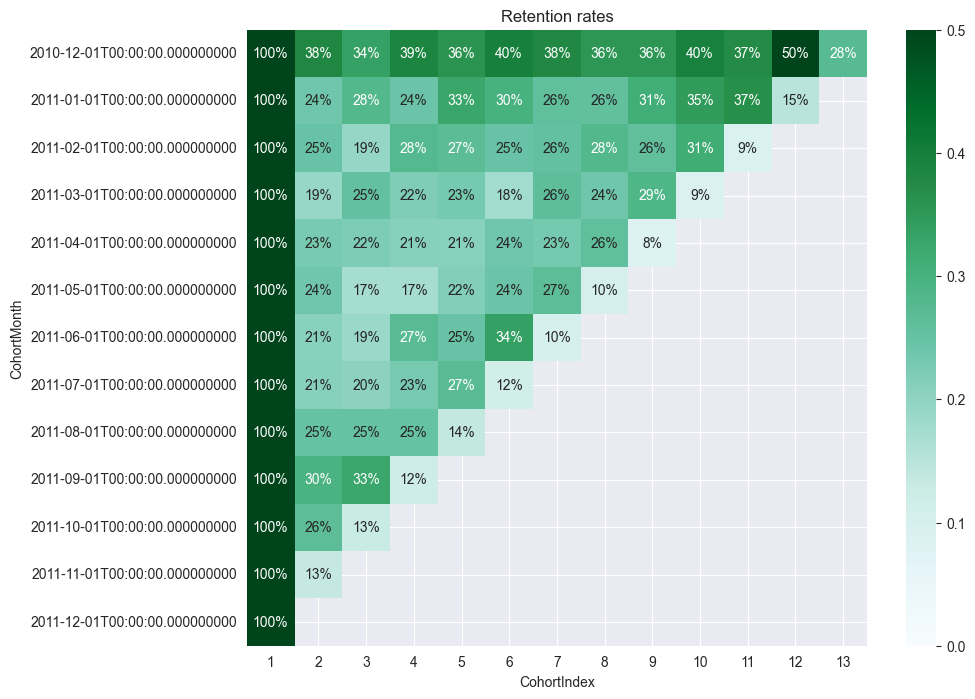 Retention rates
2010-12-01T00:00:00.000000000 100% 38% 34% 39% 36% 40% 38% 36% 36% 40% 37% 50% 28%
2011-01-01T00:00:00.000000000 100% 24% 28% 24% 33% 30% 26% 26% 31% 35% 37% 15%
2011-02-01T00:00:00.000000000 100% 25% 19% 28% 27% 25% 26% 28% 26% 31% 9%
2011-03-01T00:00:00.000000000 100% 19% 25% 22% 23% 18% 26% 24% 29% 9%
2011-04-01T00:00:00.000000000 100% 23% 22% 21% 21% 24% 23% 26% 8%
2011-05-01T00:00:00.000000000 100% 24% 17% 17% 22% 24% 27% 10%
2011-06-01T00:00:00.000000000 100% 21% 19% 27% 25% 34% 10%
2011-07-01T00:00:00.000000000 100% 21% 20% 23% 27% 12%
2011-08-01T00:00:00.000000000 100% 25% 25% 25% 14%
2011-09-01T00:00:00.000000000 100% 30% 33% 12%
2011-10-01T00:00:00.000000000 100% 26% 13%
2011-11-01T00:00:00.000000000 100% 13%
2011-12-01T00:00:00.000000000 100%
1 2 3 4 5 6 7 8 9 10 11 12 13
CohortIndex
CohortMonth
0.5
0.4
0.3
0.2
0.1
0.0